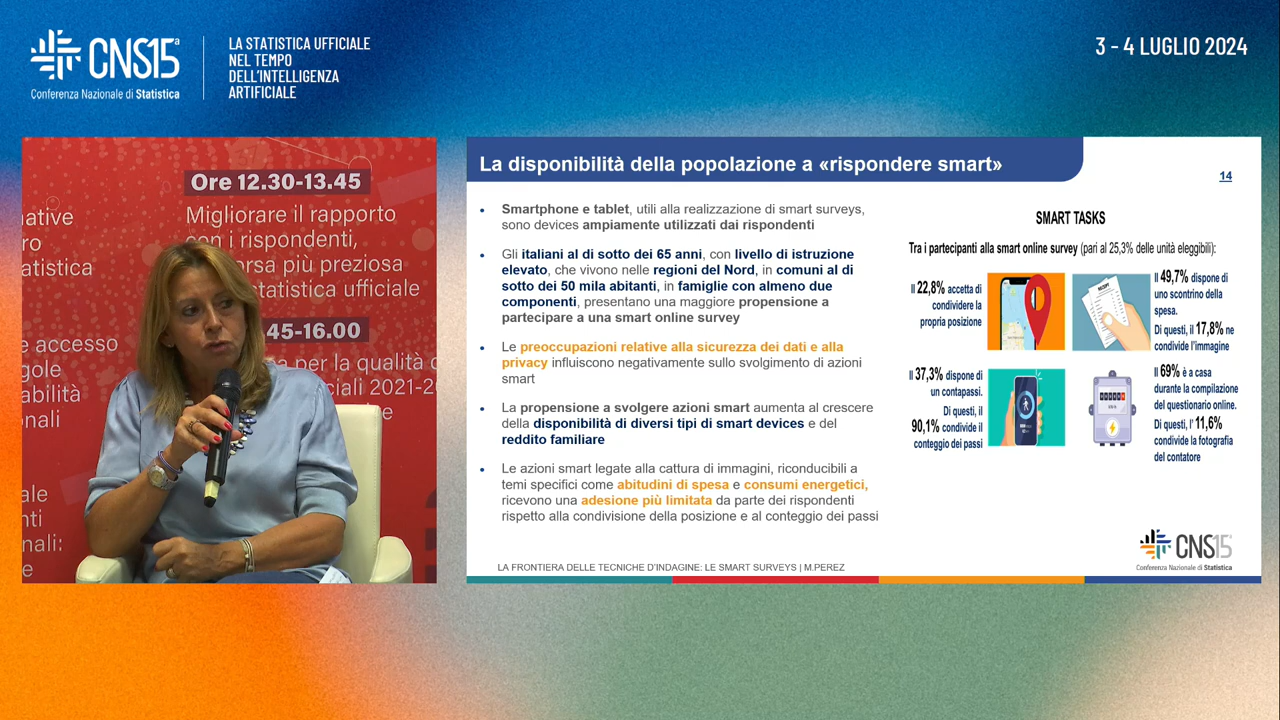 CNS15ª
Conferenza Nazionale di Statistica
LA STATISTICA UFFICIALE
NEL TEMPO
DELL'INTELLIGENZA
ARTIFICIALE
3 - 4 LUGLIO 2024
Ore 12.30-13.45
Migliorare il rapporto
con i rispondenti,
più preziosa
statistica ufficiale
45-16.00
per la qualità
2021-2
accesso
La disponibilità della popolazione a «rispondere smart»
14
• Smartphone e tablet, utili alla realizzazione di smart surveys,
sono devices ampiamente utilizzati dai rispondenti
• Gli italiani al di sotto dei 65 anni, con livello di istruzione
elevato, che vivono nelle regioni del Nord, in comuni al di
sotto dei 50 mila abitanti, in famiglie con almeno due
componenti, presentano una maggiore propensione a
partecipare a una smart online survey
• Le preoccupazioni relative alla sicurezza dei dati e alla
privacy influiscono negativamente sullo svolgimento di azioni
smart
• La propensione a svolgere azioni smart aumenta al crescere
della disponibilità di diversi tipi di smart devices e del
reddito familiare
• Le azioni smart legate alla cattura di immagini, riconducibili a
temi specifici come abitudini di spesa e consumi energetici,
ricevono una adesione più limitata da parte dei rispondenti
rispetto alla condivisione della posizione e al conteggio dei passi
SMART TASKS
Tra i partecipanti alla smart online survey (pari al 25,3% delle unità eleggibili):
Il 22,8% accetta di
condividere la
propria posizione
RECEIPT
Il 49,7% dispone di
uno scontrino della
spesa.
Di questi, il 17,8% ne
condivide l'immagine
Il 37,3% dispone di
un contapassi.
Di questi, il
90,1% condivide il
conteggio dei passi
Il 69% è a casa
durante la compilazione
del questionario online.
Di questi, l' 11,6%
condivide la fotografia
del contatore
LA FRONTIERA DELLE TECNICHE D'INDAGINE: LE SMART SURVEYS | M.PEREZ
CNS15
Conferenza Nazionale di Statistica